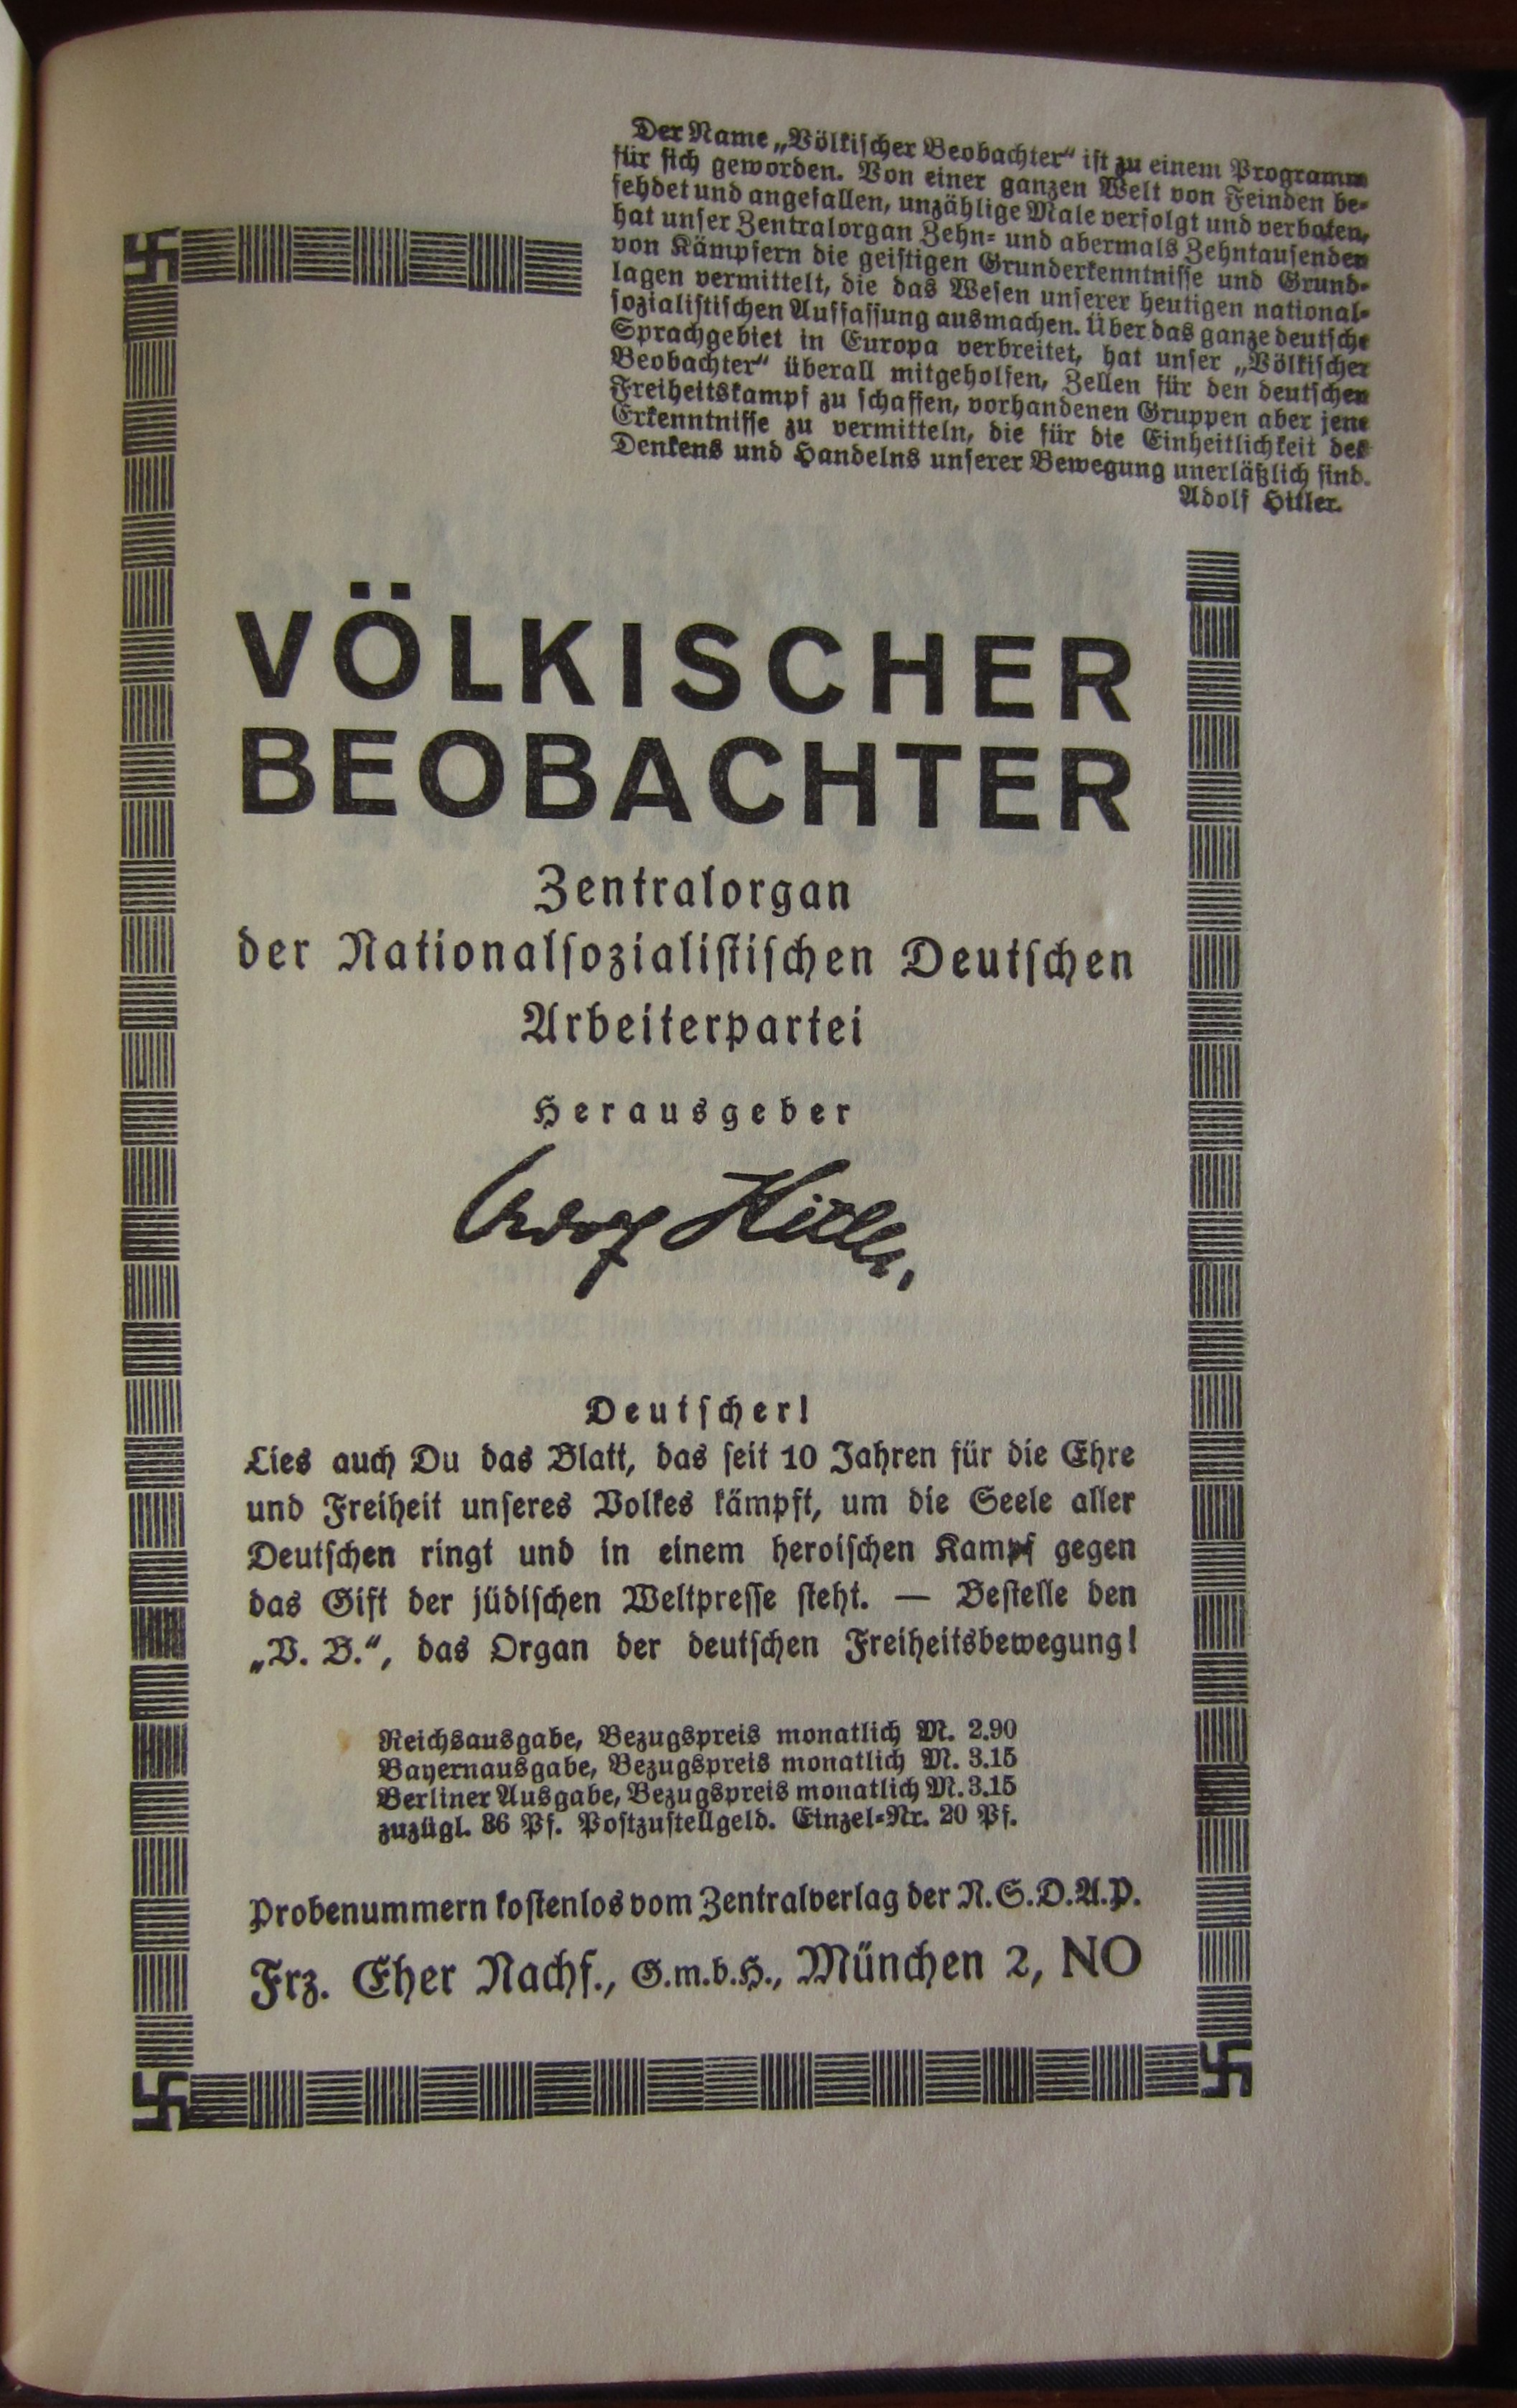 Der Name „Völkischer Beobachter“ ist zu einem Programm
für sich geworden. Von einer ganzen Welt von Feinden be-
fehdet und angefallen, unzählige Male verfolgt und verboten,
hat unser Zentralorgan Zehn- und abermals Zehntausenden
von Kämpfern die geistigen Grunderkenntnisse und Grund-
lagen vermittelt, die das Wesen unserer heutigen national-
sozialistischen Auffassung ausmachen. Über das ganze deutsche
Sprachgebiet in Europa verbreitet, hat unser „Völkischer
Beobachter“ überall mitgeholfen, Zellen für den deutschen
Freiheitskampf zu schaffen, vorhandenen Gruppen aber jene
Erkenntnisse zu vermitteln, die für die Einheitlichkeit des
Denkens und Handelns unserer Bewegung unerläßlich sind.
Adolf Hitler.
VÖLKISCHER
BEOBACHTER
Zentralorgan
der Nationalsozialistischen Deutschen
Arbeiterpartei
Herausgeber
Adolf Hitler
Deutscher!
Lies auch Du das Blatt, das seit 10 Jahren für die Ehre
und Freiheit unseres Volkes kämpft, um die Seele aller
Deutschen ringt und in einem heroischen Kampf gegen
das Gift der jüdischen Weltpresse steht. — Bestelle den
„V. B.“, das Organ der deutschen Freiheitsbewegung!
Reichsausgabe, Bezugspreis monatlich M. 2.90
Bayernausgabe, Bezugspreis monatlich M. 3.15
Berliner Ausgabe, Bezugspreis monatlich M. 3.15
zuzügl. 36 Pf. Postzustellgeld. Einzel-Nr. 20 Pf.
Probenummern kostenlos vom Zentralverlag der N.S.D.A.P.
Frz. Eher Nachf., G.m.b.H., München 2, NO